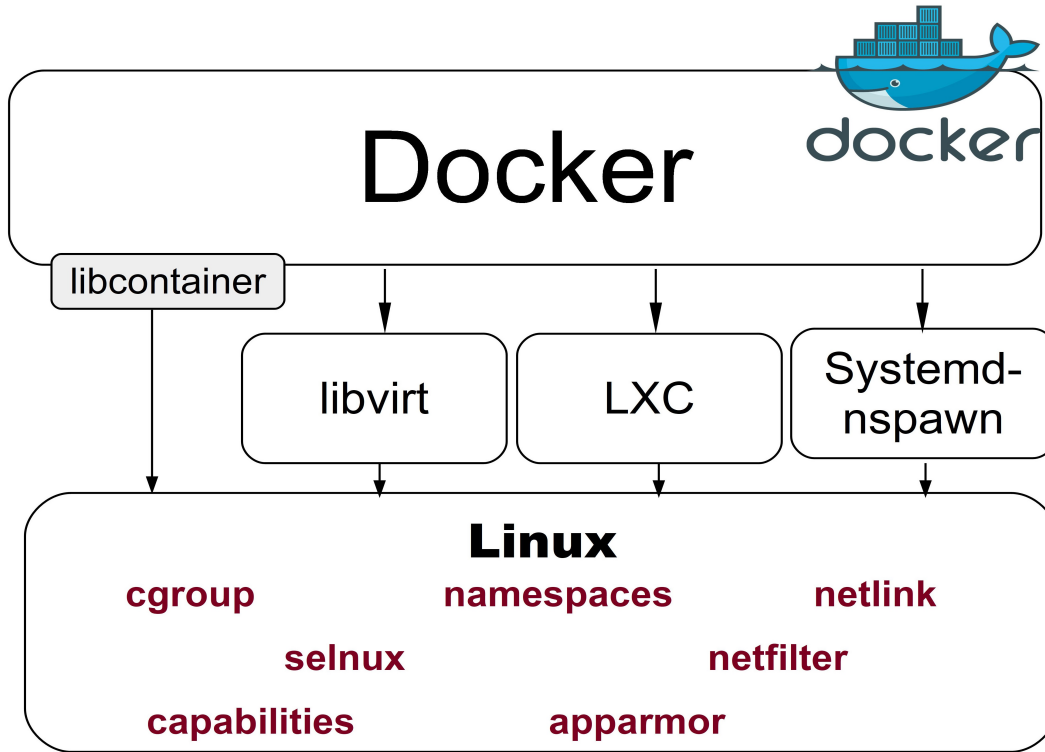 docker
Docker
libcontainer
libvirt
LXC
Systemd-
nspawn
Linux
cgroup namespaces netlink
selnux netfilter
capabilities apparmor